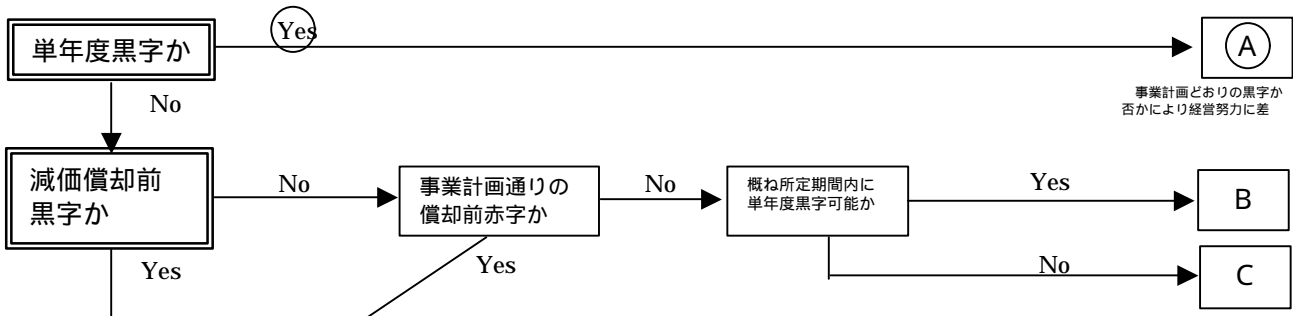 単年度黒字か
Yes
A
事業計画どおりの黒字か
否かにより経営努力に差
No
減価償却前
黒字か
No
事業計画通りの
償却前赤字か
No
概ね所定期間内に
単年度黒字可能か
Yes
B
Yes
Yes
No
C